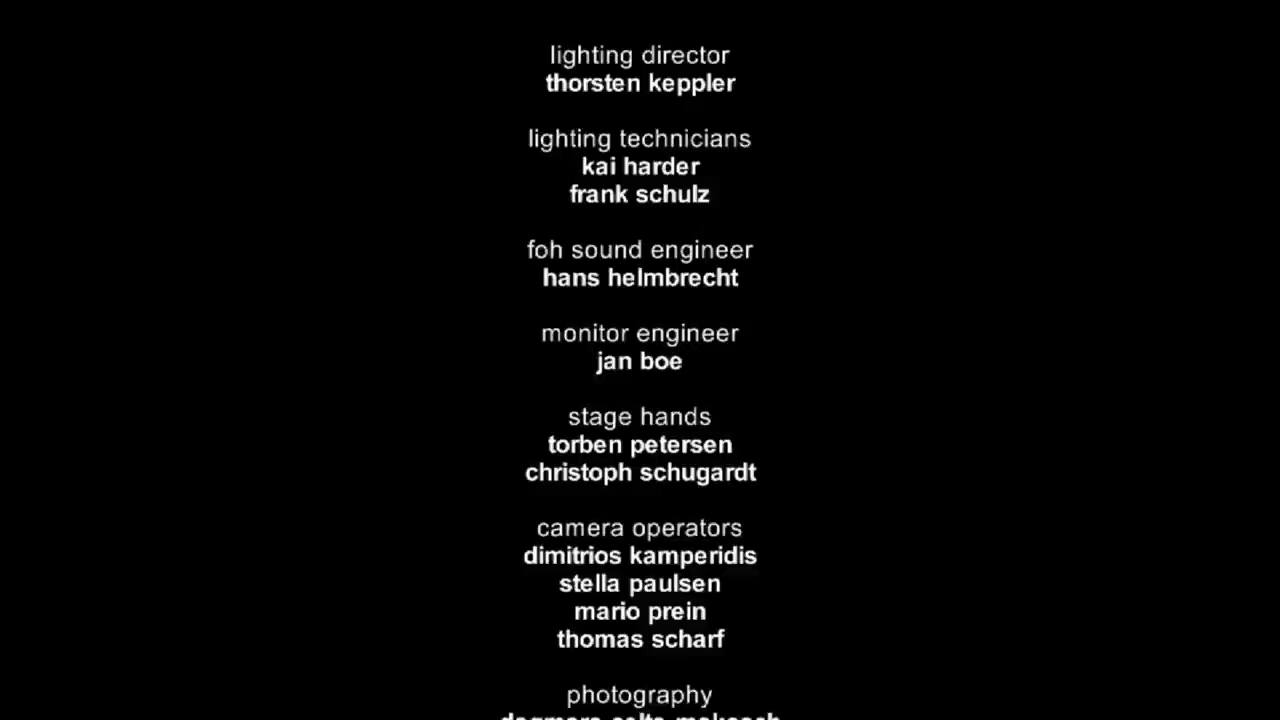 lighting director
thorsten keppler
lighting technicians
kai harder
frank schulz
foh sound engineer
hans helmbrecht
monitor engineer
jan boe
stage hands
torben petersen
christoph schugardt
camera operators
dimitrios kamperidis
stella paulsen
mario prein
thomas scharf
photography